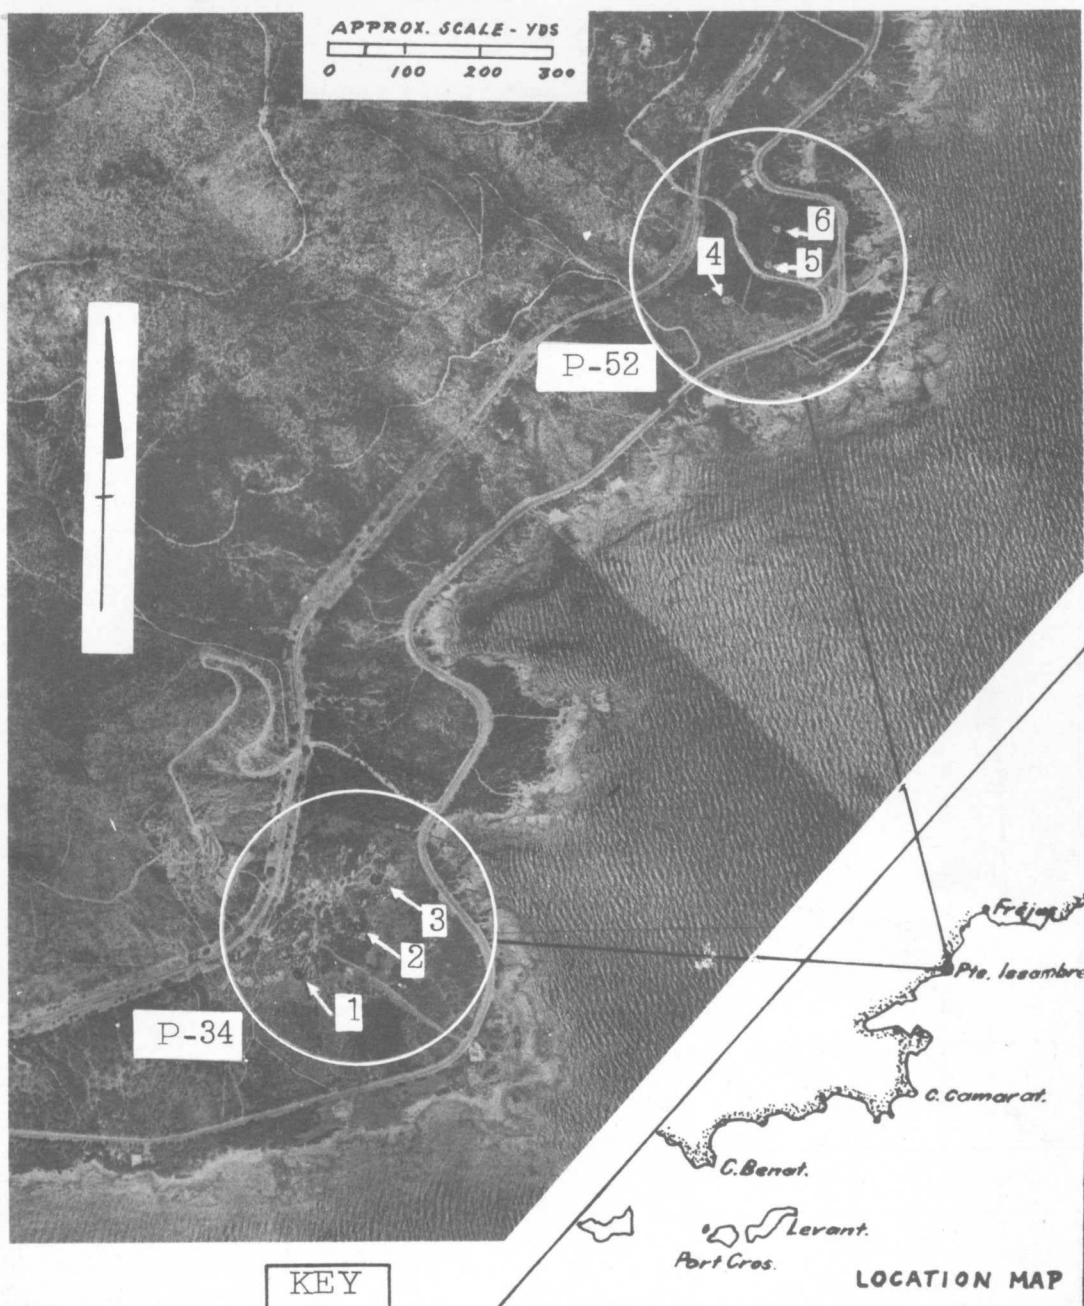 APPROX. SCALE - YDS
0 100 200 300
6
4
5
P-52
3
2
1
P-34
Fréjus
Pte. Issambre
C. Camarat.
C. Benat.
Levant.
Port Cros.
KEY
LOCATION MAP